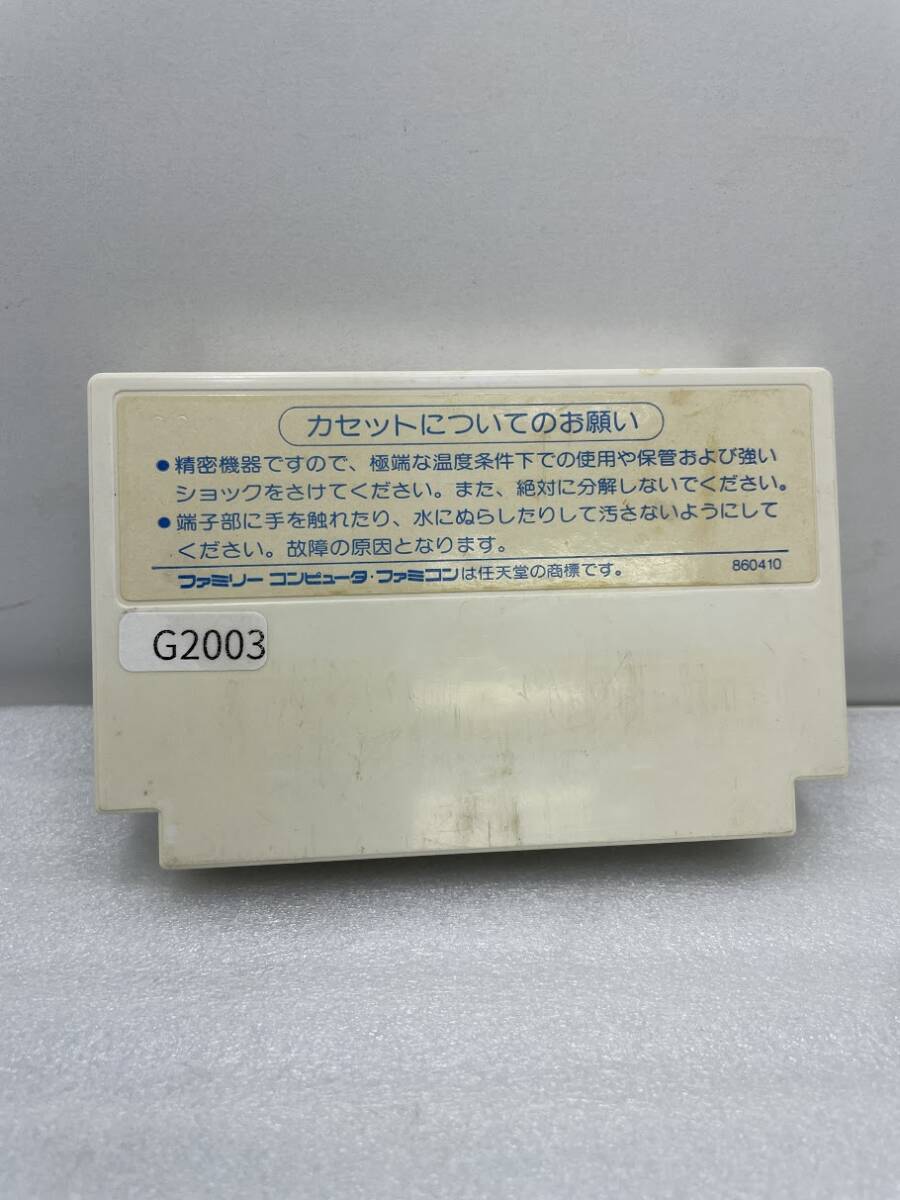 カセットについてのお願い
●精密機器ですので、極端な温度条件下での使用や保管および強い
ショックをさけてください。また、絶対に分解しないでください。
●端子部に手を触れたり、水にぬらしたりして汚さないようにして
ください。故障の原因となります。
ファミリー コンピュータ・ファミコンは任天堂の商標です。 860410
G2003